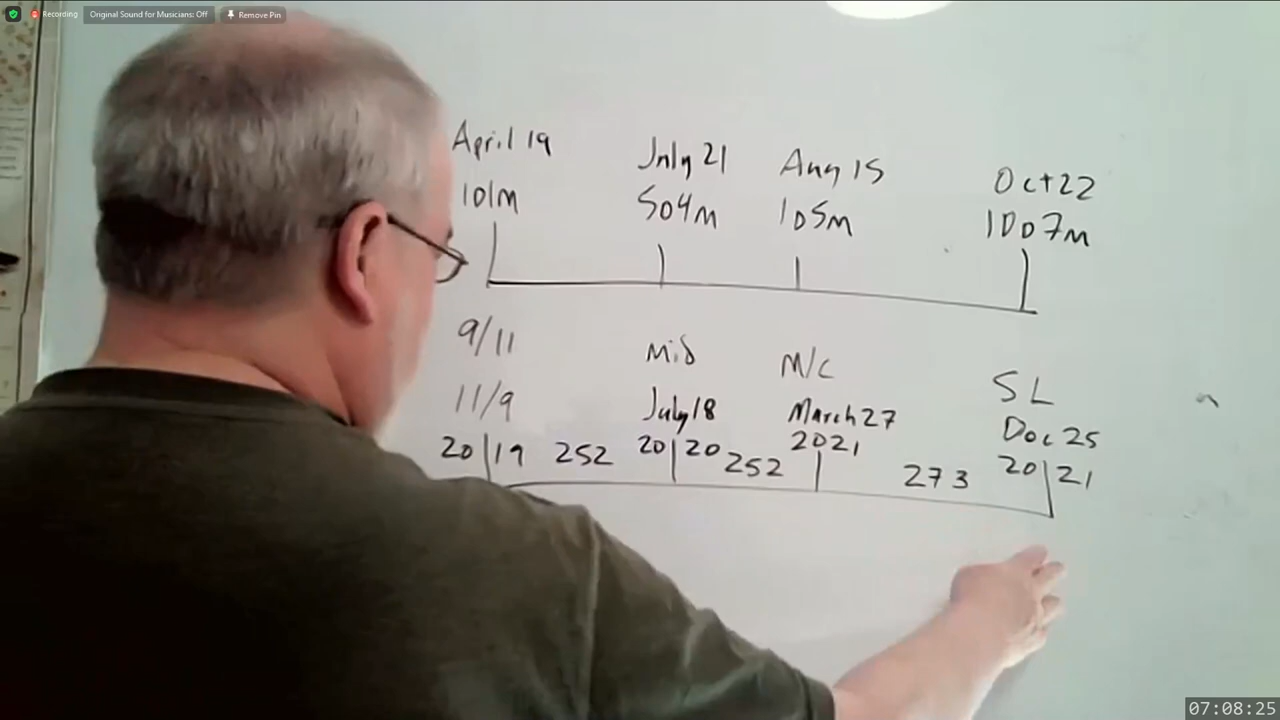 Recording
Original Sound for Musicians: Off
Remove Pin
April 19
July 21
Aug 15
Oct 22
101M
504M
105M
1007M
9/11
Mid
M/C
SL
11/9
July 18
March 27
Dec 25
20 19
252
20 20
252
2021
273
20 21
07:08:25